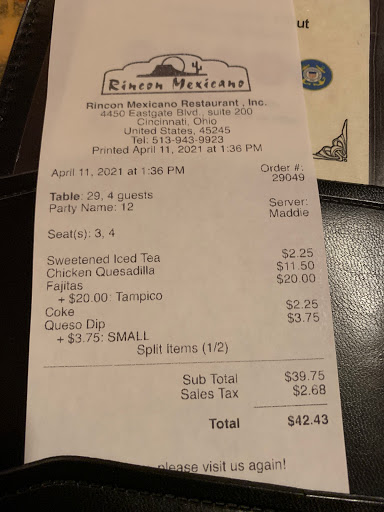 ut
Rincon Mexicano
Rincon Mexicano Restaurant , Inc.
4450 Eastgate Blvd., suite 200
Cincinnati, Ohio
United States, 45245
Tel: 513-943-9923
Printed April 11, 2021 at 1:36 PM
April 11, 2021 at 1:36 PM Order #:
29049
Table: 29, 4 guests Server:
Party Name: 12 Maddie
Seat(s): 3, 4
Sweetened Iced Tea $2.25
Chicken Quesadilla $11.50
Fajitas $20.00
+ $20.00: Tampico
Coke $2.25
Queso Dip $3.75
+ $3.75: SMALL
Split Items (1/2)
Sub Total $39.75
Sales Tax $2.68
Total $42.43
please visit us again!